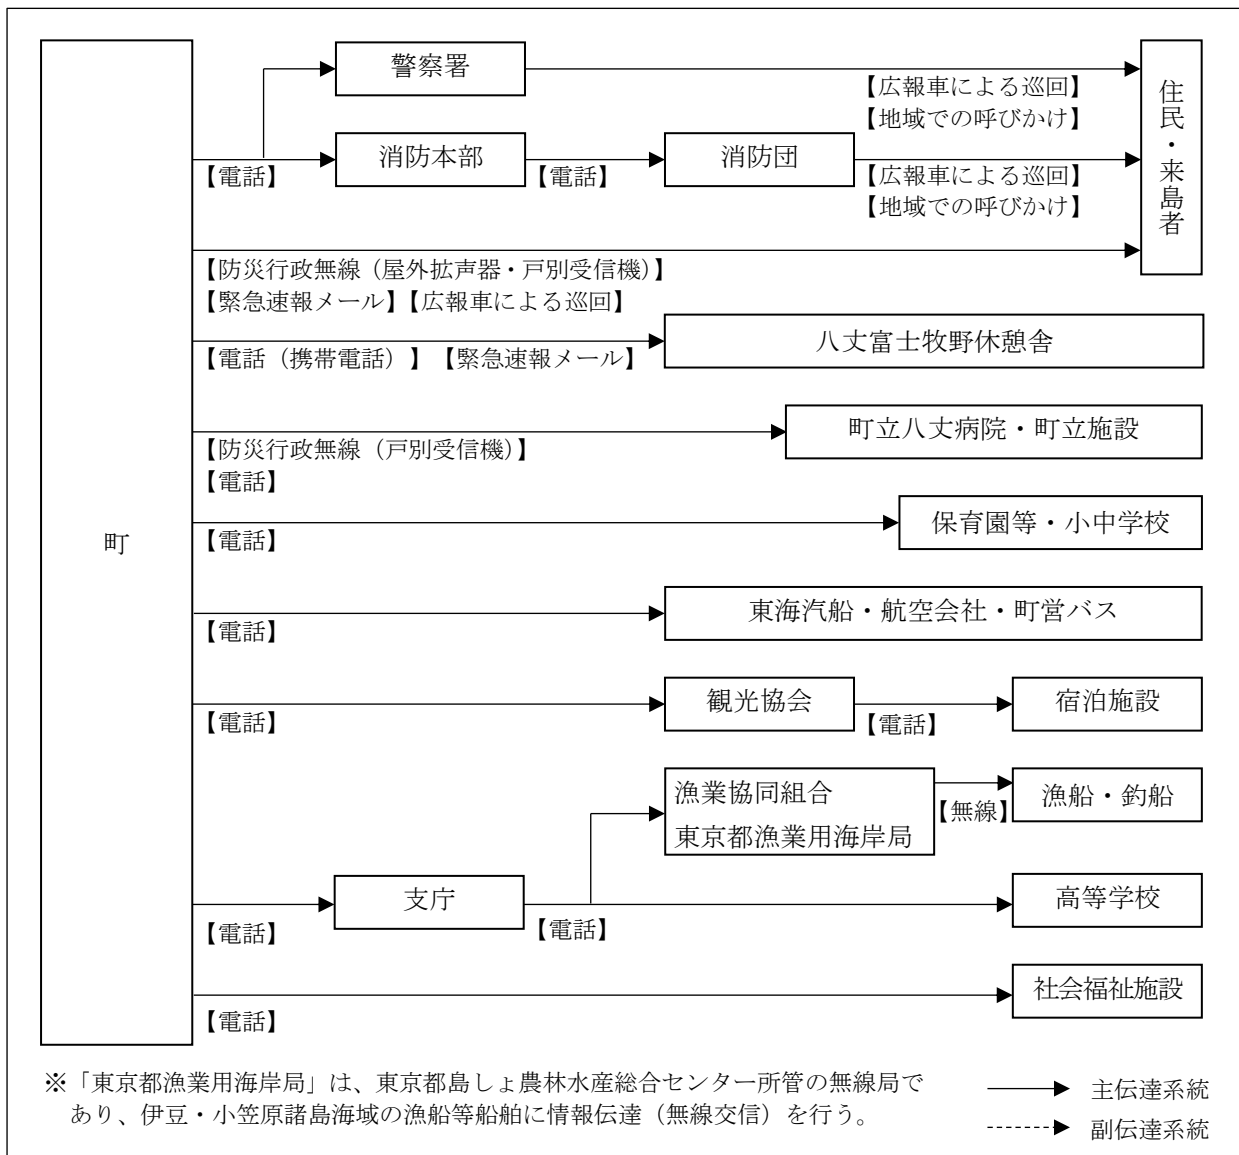 町
警察署
【広報車による巡回】
【地域での呼びかけ】
住民・来島者
【電話】
消防本部
【電話】
消防団
【広報車による巡回】
【地域での呼びかけ】
【防災行政無線（屋外拡声器・戸別受信機）】
【緊急速報メール】【広報車による巡回】
【電話（携帯電話）】【緊急速報メール】
八丈富士牧野休憩舎
【防災行政無線（戸別受信機）】
【電話】
町立八丈病院・町立施設
【電話】
保育園等・小中学校
【電話】
東海汽船・航空会社・町営バス
【電話】
観光協会
【電話】
宿泊施設
漁業協同組合
東京都漁業用海岸局
【無線】
漁船・釣船
【電話】
支庁
【電話】
高等学校
【電話】
社会福祉施設
※「東京都漁業用海岸局」は、東京都島しょ農林水産総合センター所管の無線局で
あり、伊豆・小笠原諸島海域の漁船等船舶に情報伝達（無線交信）を行う。
主伝達系統
副伝達系統